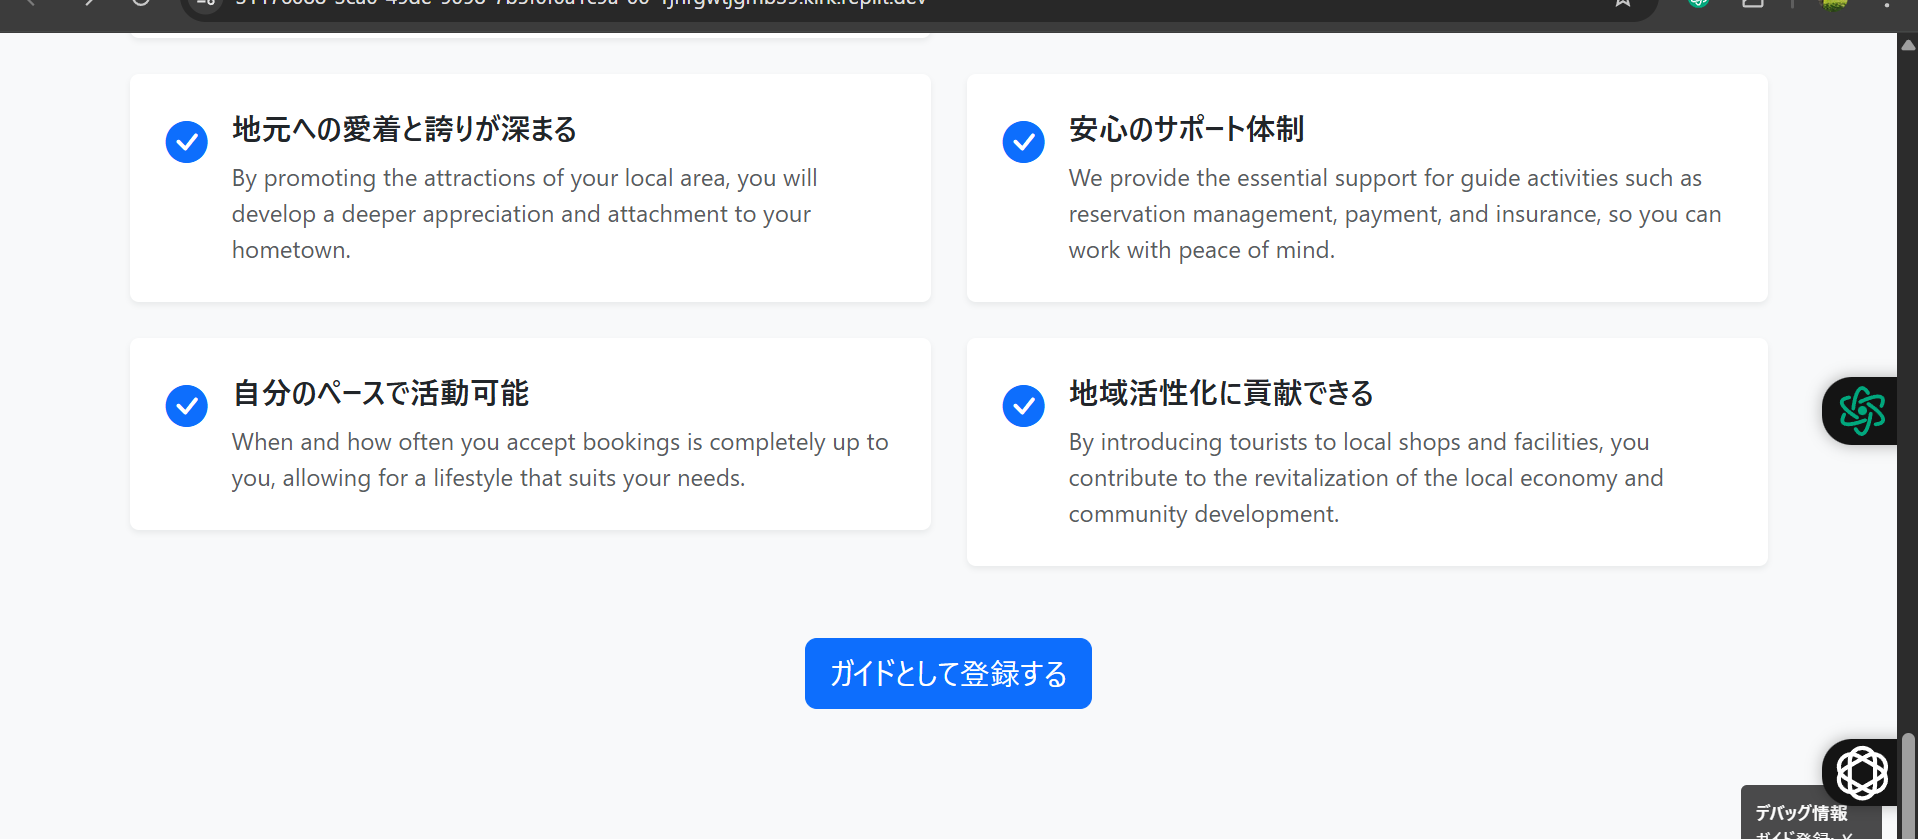 地元への愛着と誇りが深まる
By promoting the attractions of your local area, you will
develop a deeper appreciation and attachment to your
hometown.
安心のサポート体制
We provide the essential support for guide activities such as
reservation management, payment, and insurance, so you can
work with peace of mind.
自分のペースで活動可能
When and how often you accept bookings is completely up to
you, allowing for a lifestyle that suits your needs.
地域活性化に貢献できる
By introducing tourists to local shops and facilities, you
contribute to the revitalization of the local economy and
community development.
ガイドとして登録する
デバッグ情報